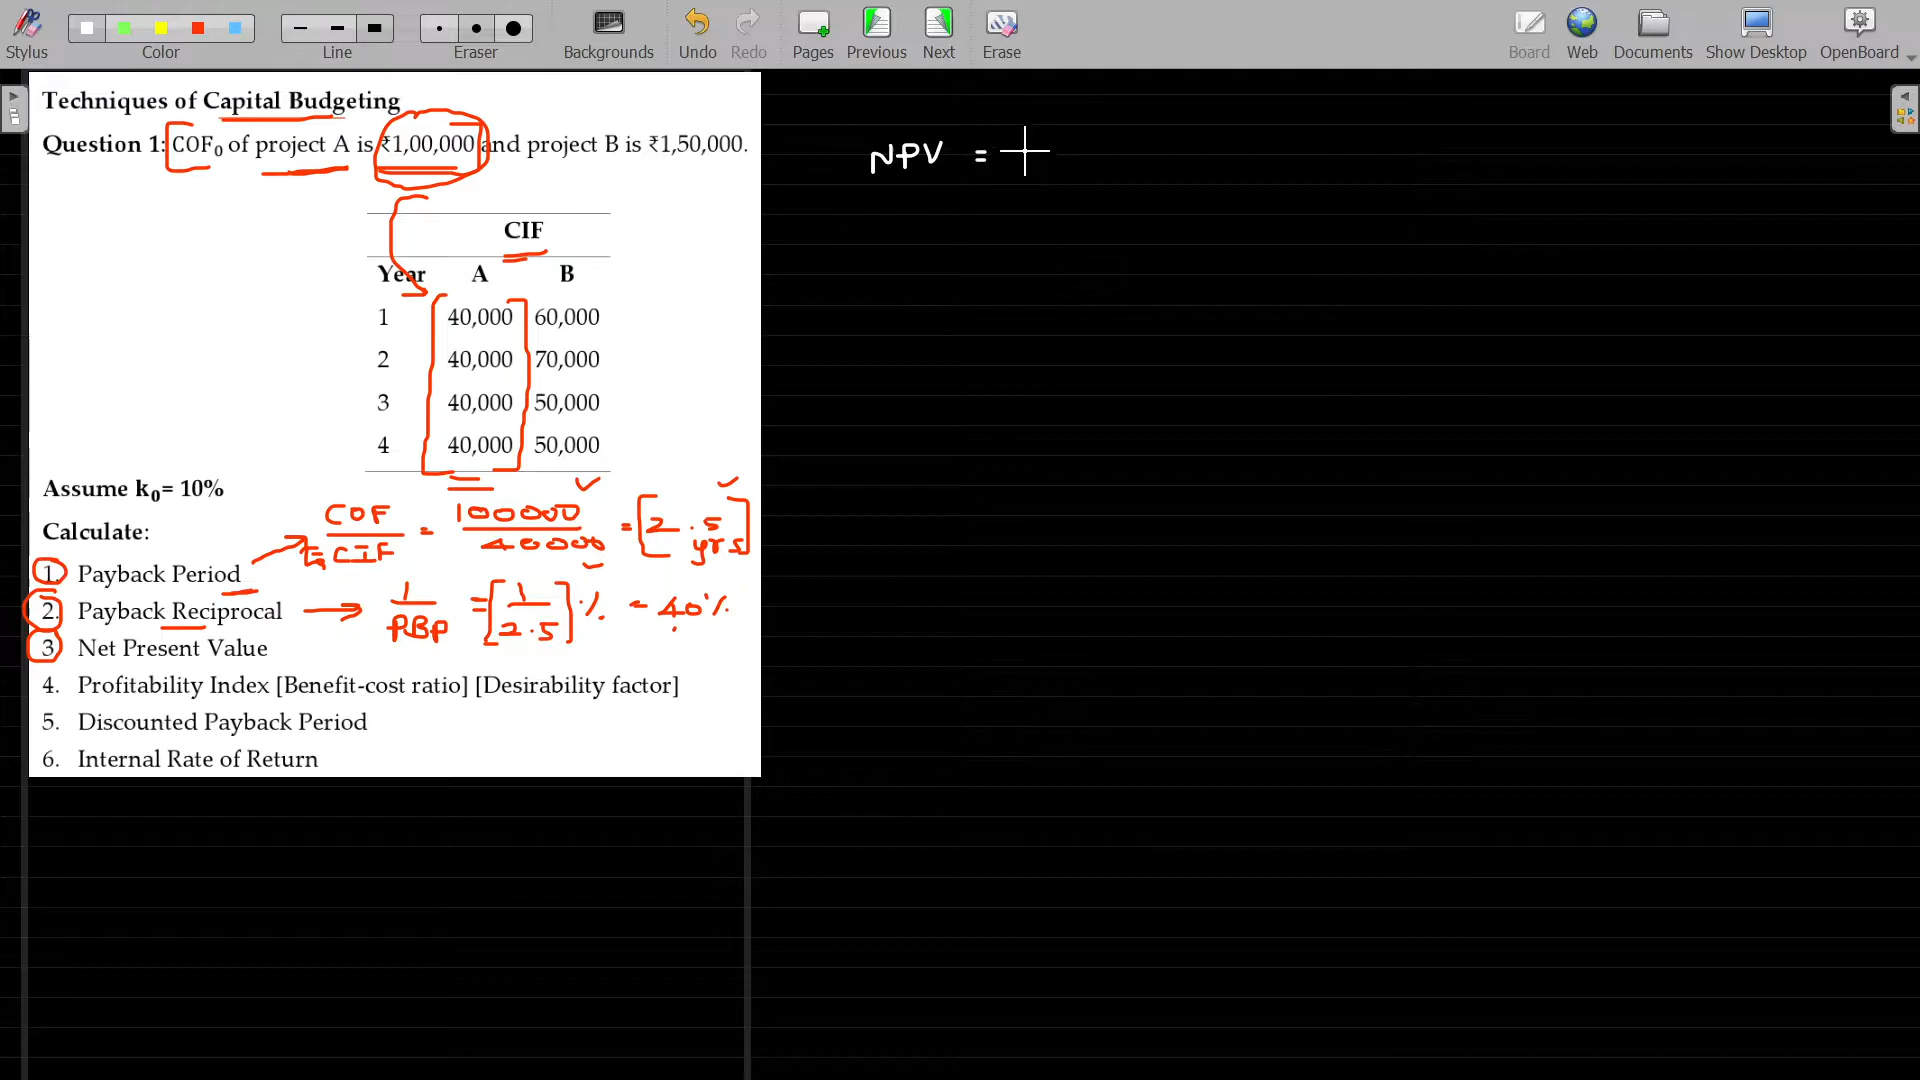 Stylus Color Line Eraser Backgrounds Undo Redo Pages Previous Next Erase Board Web Documents Show Desktop OpenBoard
Techniques of Capital Budgeting
Question 1: COF₀ of project A is ₹1,00,000 and project B is ₹1,50,000.
CIF
Year A B
1 40,000 60,000
2 40,000 70,000
3 40,000 50,000
4 40,000 50,000
Assume k₀= 10%
Calculate:
COF / CIF = 100000 / 40000 = [2.5 yrs]
1. Payback Period
2. Payback Reciprocal → 1 / PBP = [1 / 2.5] % = 40%
3 Net Present Value
4. Profitability Index [Benefit-cost ratio] [Desirability factor]
5. Discounted Payback Period
6. Internal Rate of Return
NPV =